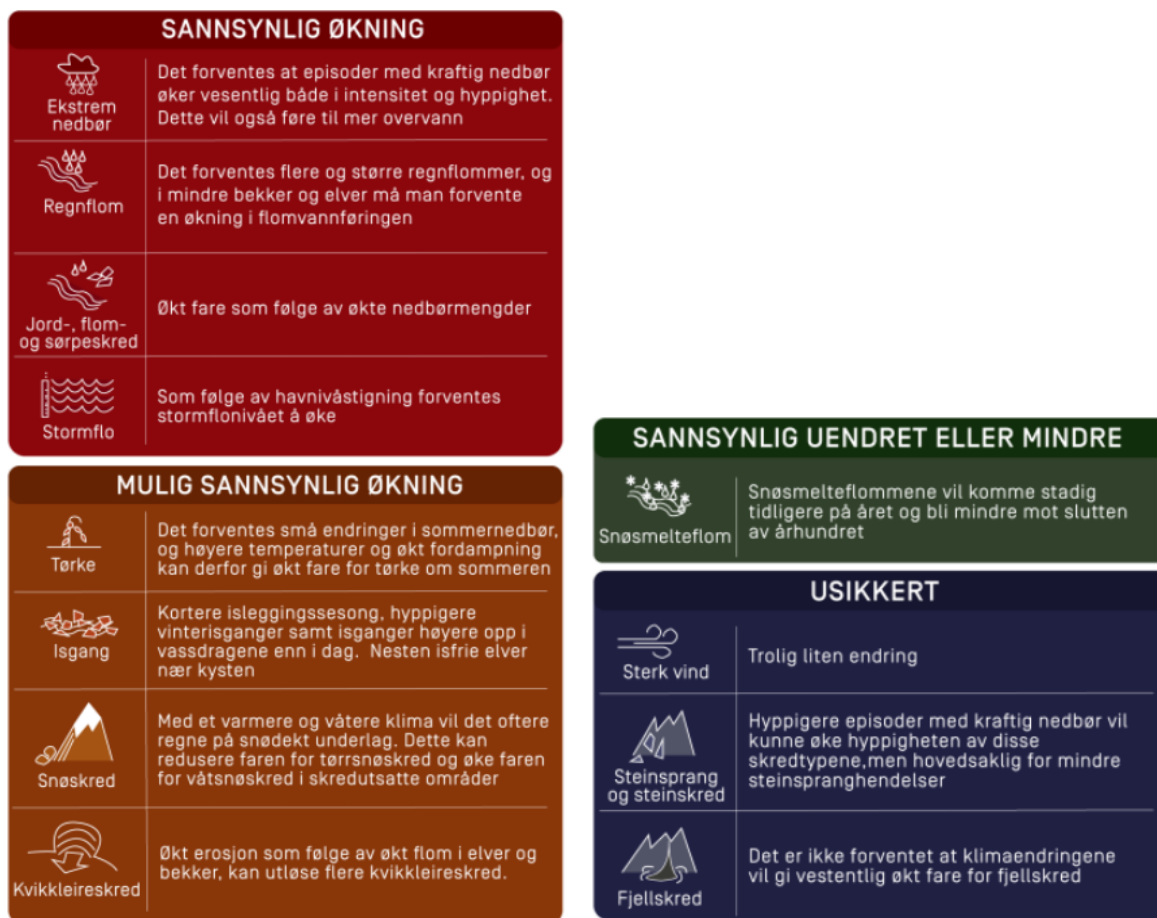 SANNSYNLIG ØKNING
Ekstrem
nedbør
Det forventes at episoder med kraftig nedbør
øker vesentlig både i intensitet og hyppighet.
Dette vil også føre til mer overvann
Regnflom
Det forventes flere og større regnflommer, og
i mindre bekker og elver må man forvente
en økning i flomvannføringen
Jord-, flom-
og sørpeskred
Økt fare som følge av økte nedbørmengder
Stormflo
Som følge av havnivåstigning forventes
stormflonivået å øke
MULIG SANNSYNLIG ØKNING
Tørke
Det forventes små endringer i sommernedbør,
og høyere temperaturer og økt fordampning
kan derfor gi økt fare for tørke om sommeren
Isgang
Kortere isleggingssesong, hyppigere
vinterisganger samt isganger høyere opp i
vassdragene enn i dag. Nesten isfrie elver
nær kysten
Snøskred
Med et varmere og våtere klima vil det oftere
regne på snødekt underlag. Dette kan
redusere faren for tørrsnøskred og øke faren
for våtsnøskred i skredutsatte områder
Kvikkleireskred
Økt erosjon som følge av økt flom i elver og
bekker, kan utløse flere kvikkleireskred.
SANNSYNLIG UENDRET ELLER MINDRE
Snøsmelteflom
Snøsmelteflommene vil komme stadig
tidligere på året og bli mindre mot slutten
av århundret
USIKKERT
Sterk vind
Trolig liten endring
Steinsprang
og steinskred
Hyppigere episoder med kraftig nedbør vil
kunne øke hyppigheten av disse
skredtypene,men hovedsaklig for mindre
steinspranghendelser
Fjellskred
Det er ikke forventet at klimaendringene
vil gi vestentlig økt fare for fjellskred